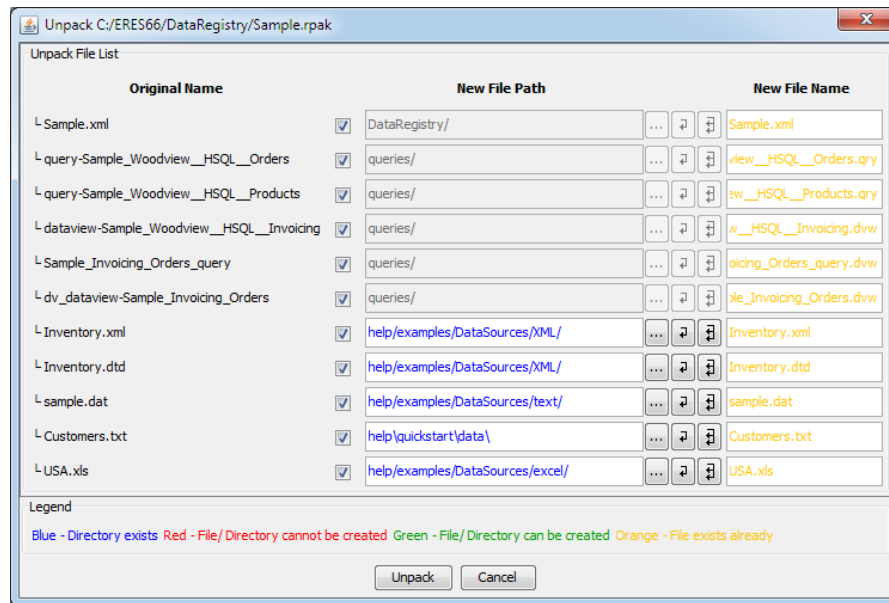 Unpack C:/ERES66/DataRegistry/Sample.rpak
Unpack File List
Original Name New File Path New File Name
Sample.xml DataRegistry/ ... Sample.xml
query-Sample_Woodview__HSQL__Orders queries/ ... view__HSQL__Orders.qry
query-Sample_Woodview__HSQL__Products queries/ ... ew__HSQL__Products.qry
dataview-Sample_Woodview__HSQL__Invoicing queries/ ... w__HSQL__Invoicing.dvw
Sample_Invoicing_Orders_query queries/ ... oicing_Orders_query.dvw
dv_dataview-Sample_Invoicing_Orders queries/ ... ple_Invoicing_Orders.dvw
Inventory.xml help/examples/DataSources/XML/ ... Inventory.xml
Inventory.dtd help/examples/DataSources/XML/ ... Inventory.dtd
sample.dat help/examples/DataSources/text/ ... sample.dat
Customers.txt help\quickstart\data\ ... Customers.txt
USA.xls help/examples/DataSources/excel/ ... USA.xls
Legend
Blue - Directory exists Red - File/ Directory cannot be created Green - File/ Directory can be created Orange - File exists already
Unpack Cancel